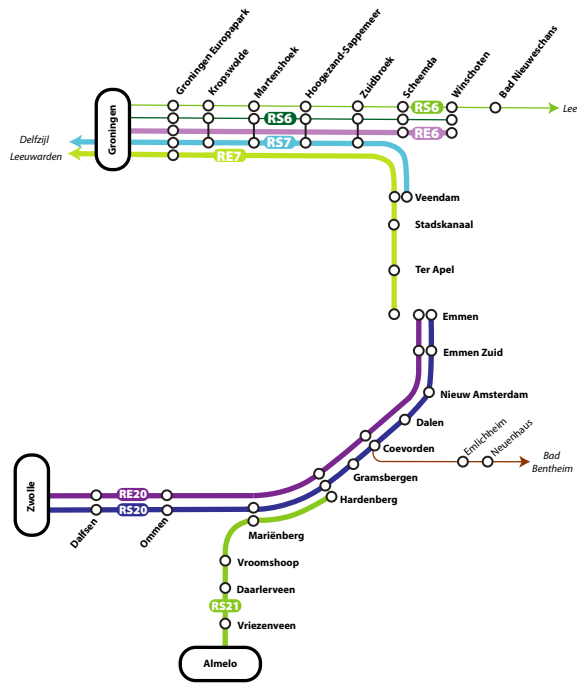 Groningen Europapark
Kropswolde
Martenshoek
Hoogezand-Sappemeer
Zuidbroek
Scheemda
Winschoten
Bad Nieuweschans
Groningen
RS6
Lee
RS6
RE6
Delfzijl
RS7
Leeuwarden
RE7
Veendam
Stadskanaal
Ter Apel
Emmen
Emmen Zuid
Nieuw Amsterdam
Dalen
Coevorden
Emlichheim
Neuenhaus
Bad
Bentheim
Gramsbergen
Hardenberg
Zwolle
RE20
RS20
Dalfsen
Ommen
Mariënberg
Vroomshoop
Daarlerveen
RS21
Vriezenveen
Almelo